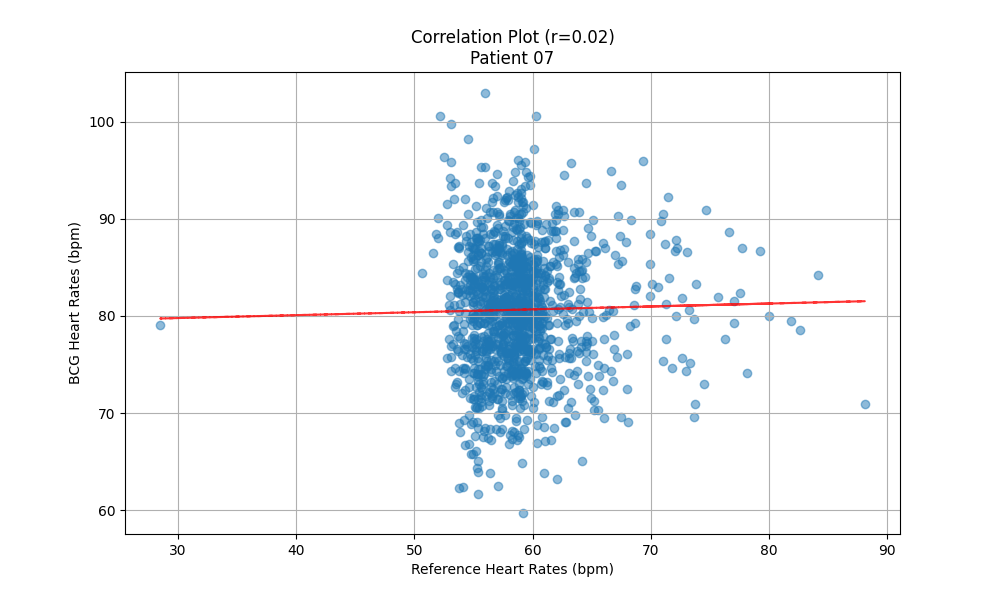 Correlation Plot (r=0.02)
Patient 07
BCG Heart Rates (bpm)
100
90
80
70
60
30 40 50 60 70 80 90
Reference Heart Rates (bpm)